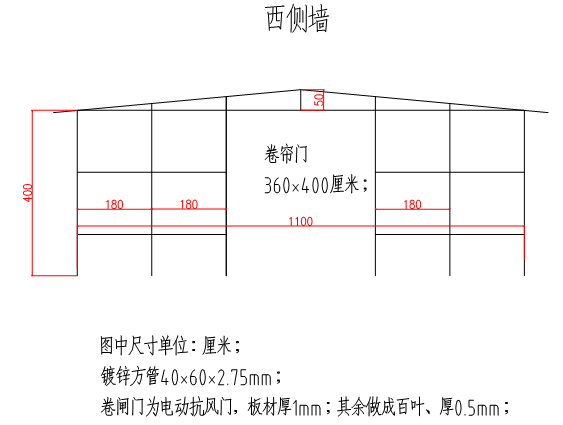 西侧墙
50
卷帘门
360×400厘米；
400
180
180
180
1100
图中尺寸单位：厘米；
镀锌方管40×60×2.75mm；
卷闸门为电动抗风门，板材厚1mm；其余做成百叶、厚0.5mm；